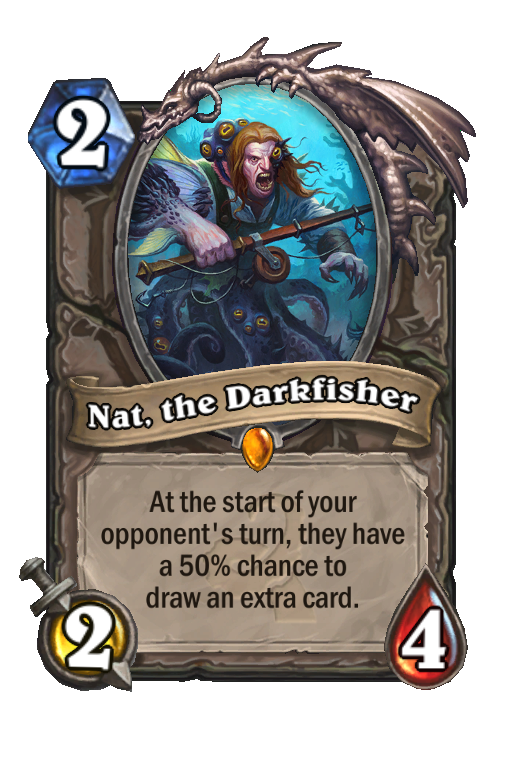 2
Nat, the Darkfisher
At the start of your
opponent's turn, they have
a 50% chance to
draw an extra card.
2
4